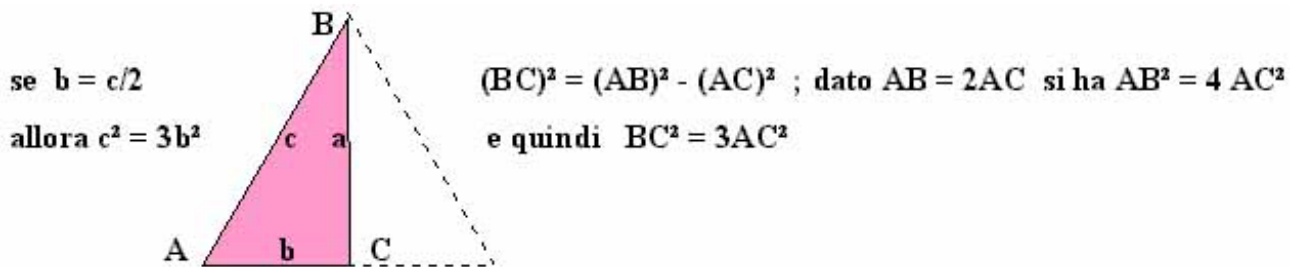 B
se b = c/2
(BC)² = (AB)² - (AC)² ; dato AB = 2AC si ha AB² = 4 AC²
allora c² = 3b²
c
a
e quindi BC² = 3AC²
A
b
C